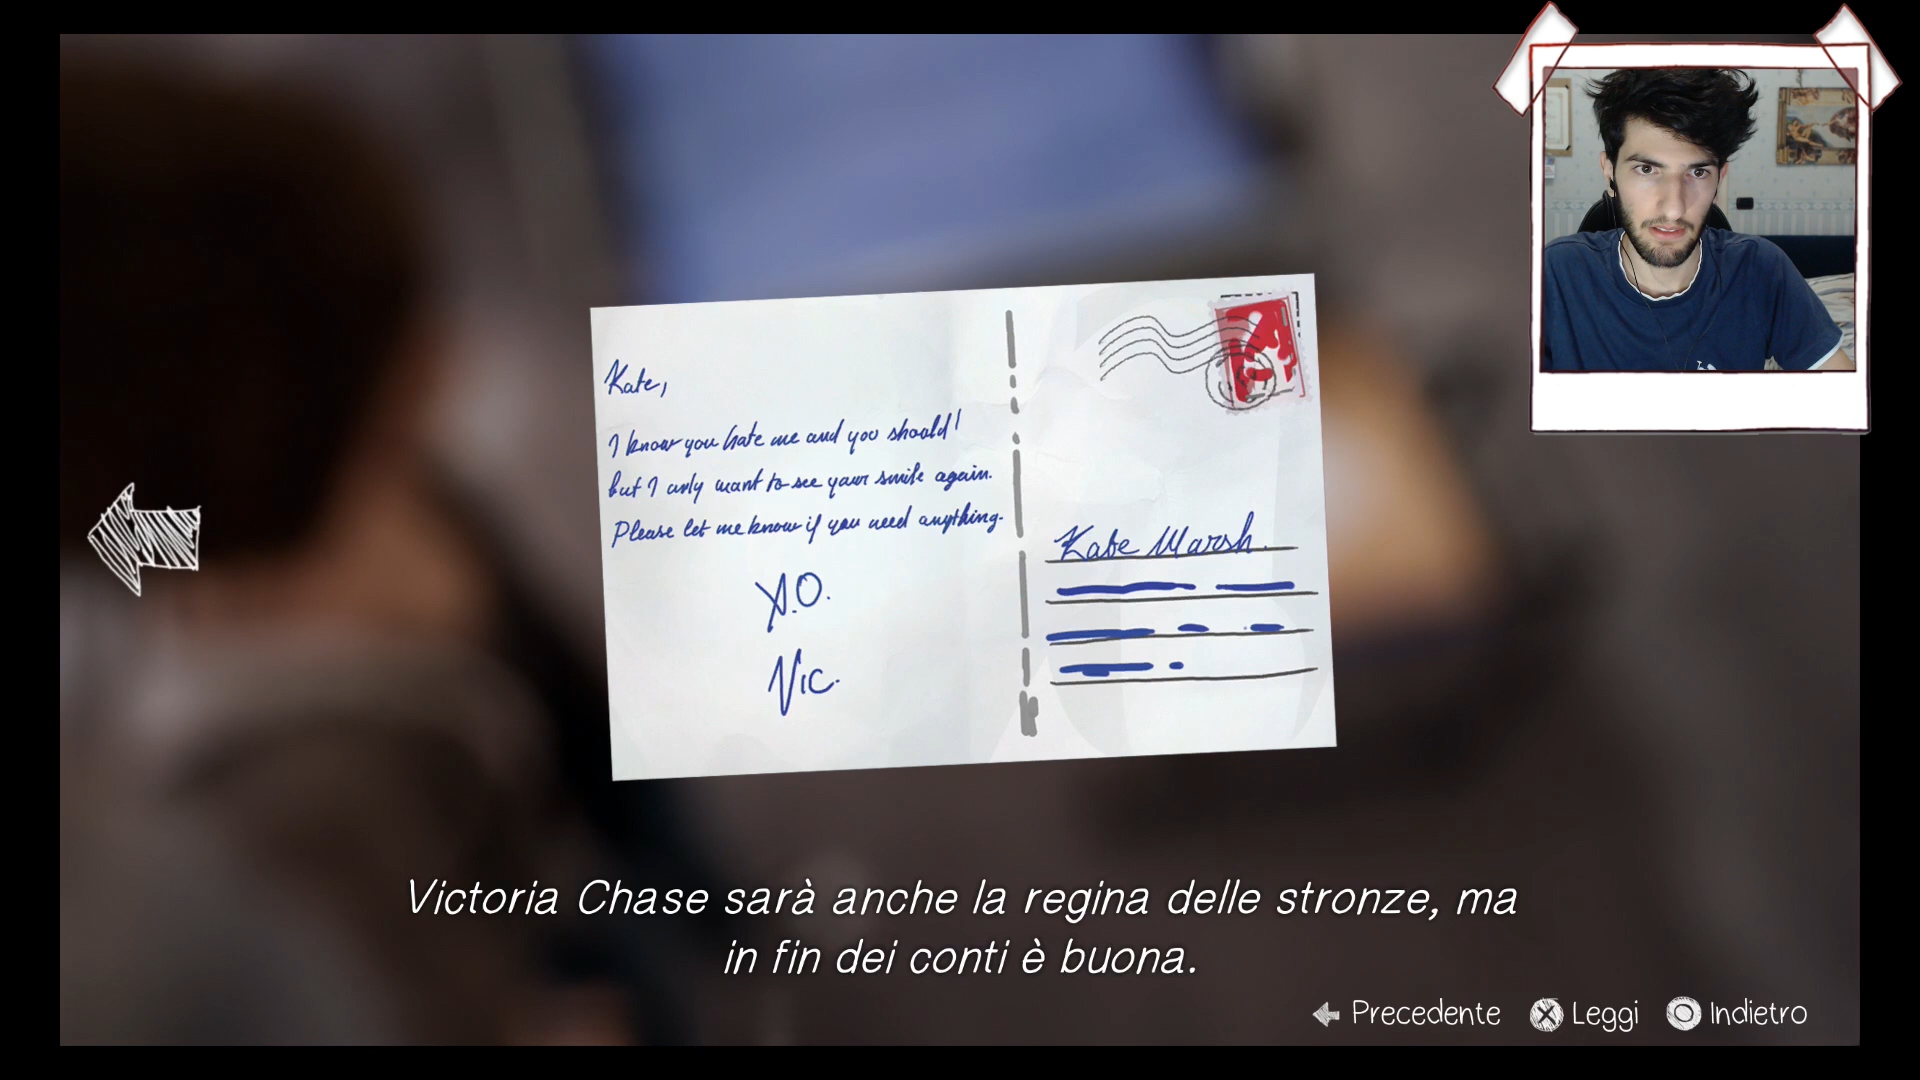 Kate,
I know you hate me and you should!
but I only want to see your smile again.
Please let me know if you need anything.
X.O.
Vic.
Kate Marsh.
Victoria Chase sarà anche la regina delle stronze, ma
in fin dei conti è buona.
Precedente Leggi Indietro